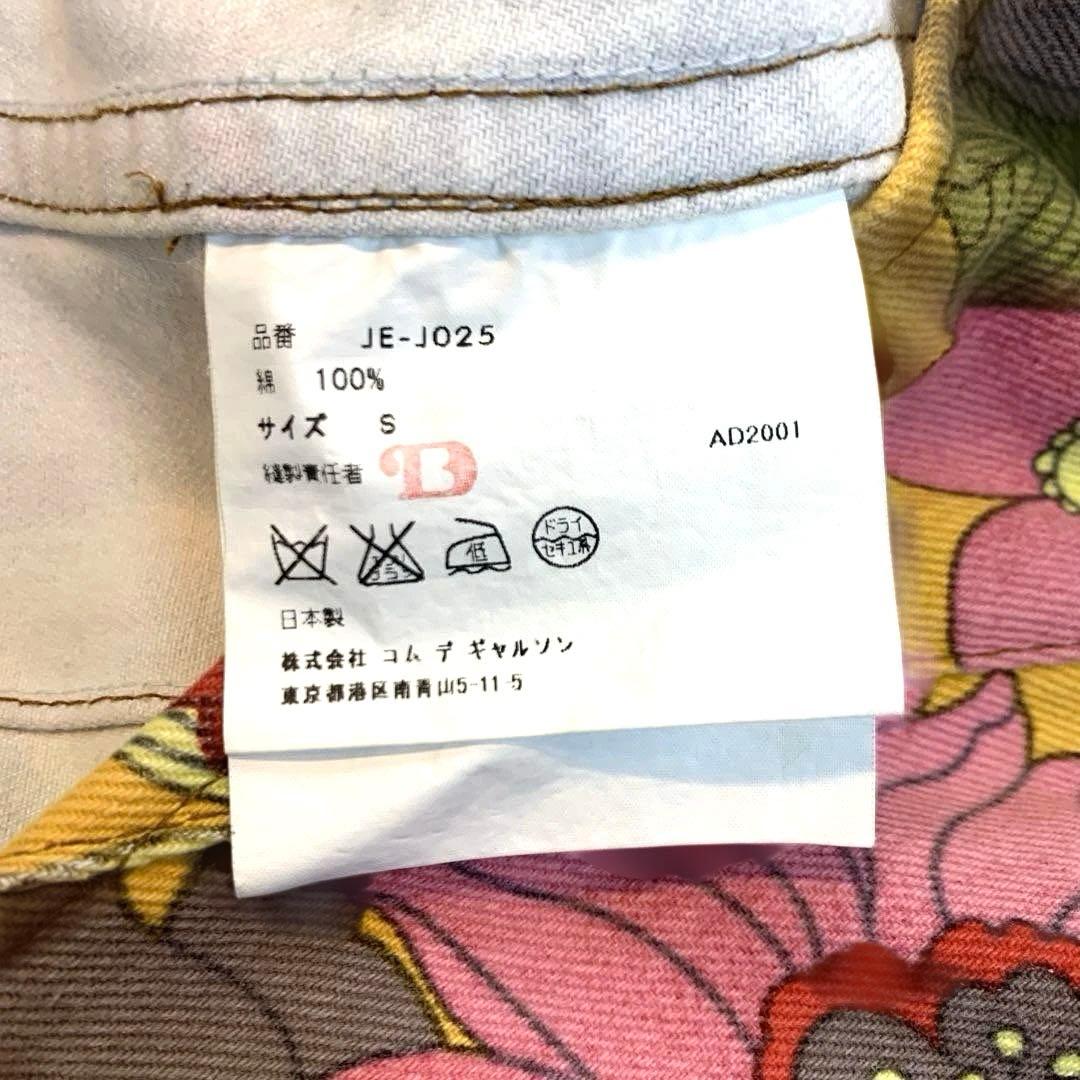 品番 JE-J025
綿 100%
サイズ S
AD2001
縫製責任者 B
低 ドライ
セキユ系
日本製
株式会社 コム デ ギャルソン
東京都港区南青山5-11-5